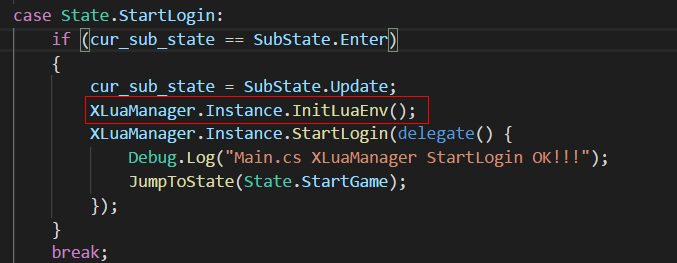 case State.StartLogin:
if (cur_sub_state == SubState.Enter)
{
cur_sub_state = SubState.Update;
XLuaManager.Instance.InitLuaEnv();
XLuaManager.Instance.StartLogin(delegate() {
Debug.Log("Main.cs XLuaManager StartLogin OK!!!");
JumpToState(State.StartGame);
});
}
break;